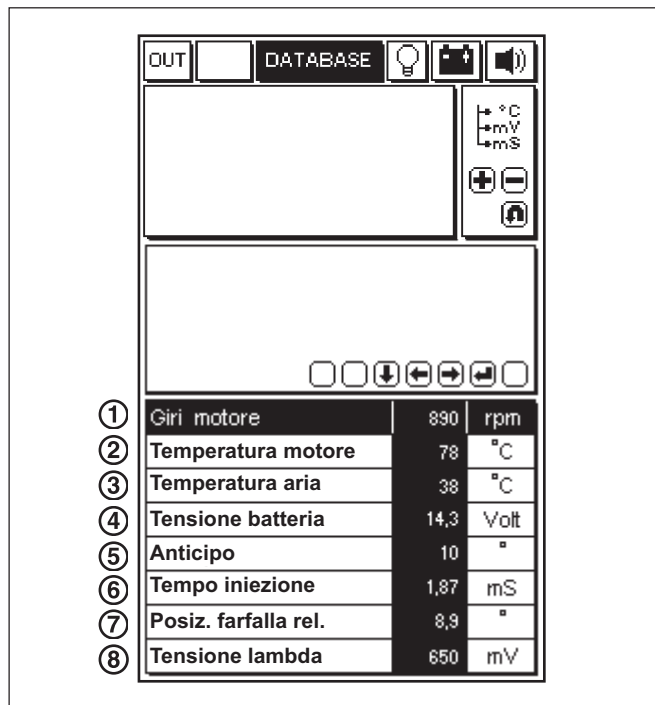 OUT DATABASE
°C
mV
mS
① Giri motore 890 rpm
② Temperatura motore 78 °C
③ Temperatura aria 38 °C
④ Tensione batteria 14,3 Volt
⑤ Anticipo 10 °
⑥ Tempo iniezione 1,87 mS
⑦ Posiz. farfalla rel. 8,9 °
⑧ Tensione lambda 650 mV